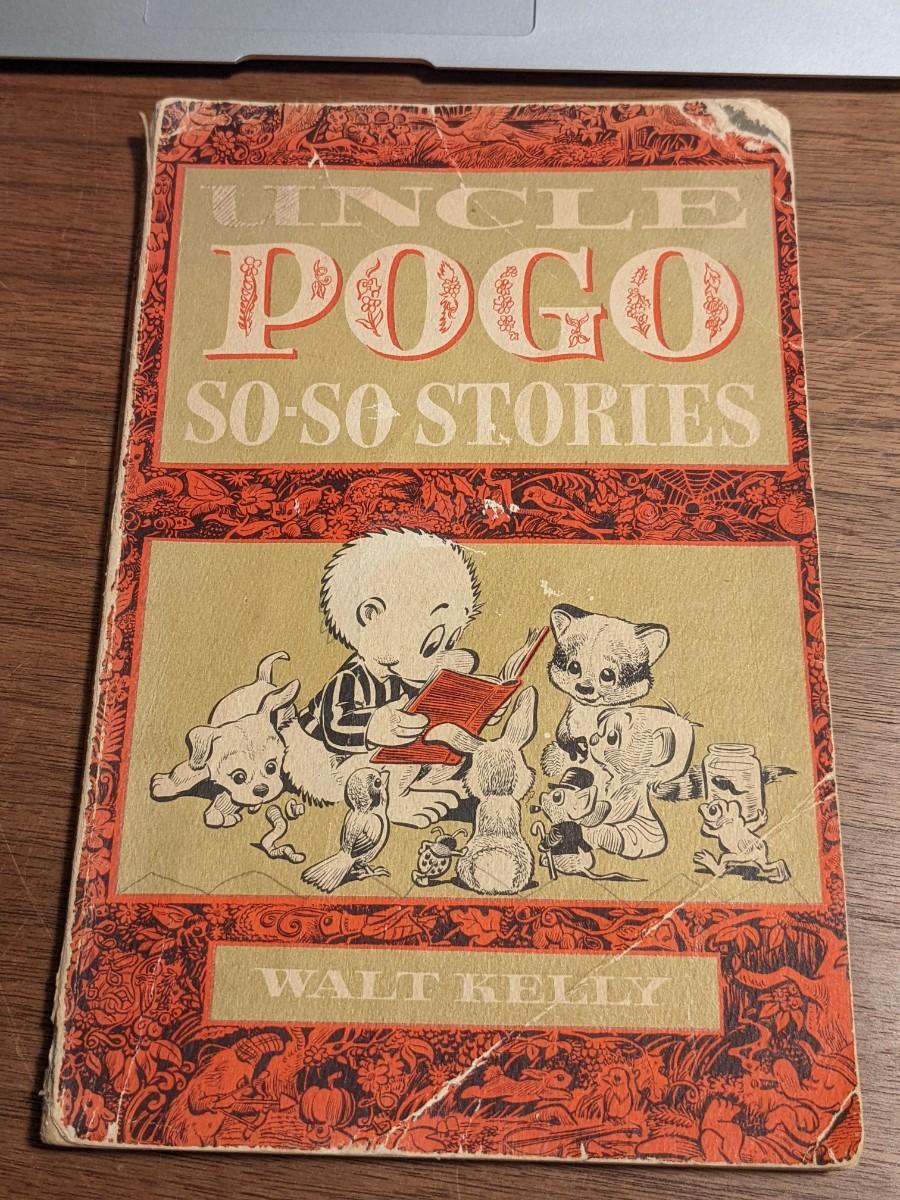 UNCLE
POGO
SO-SO STORIES
WALT KELLY